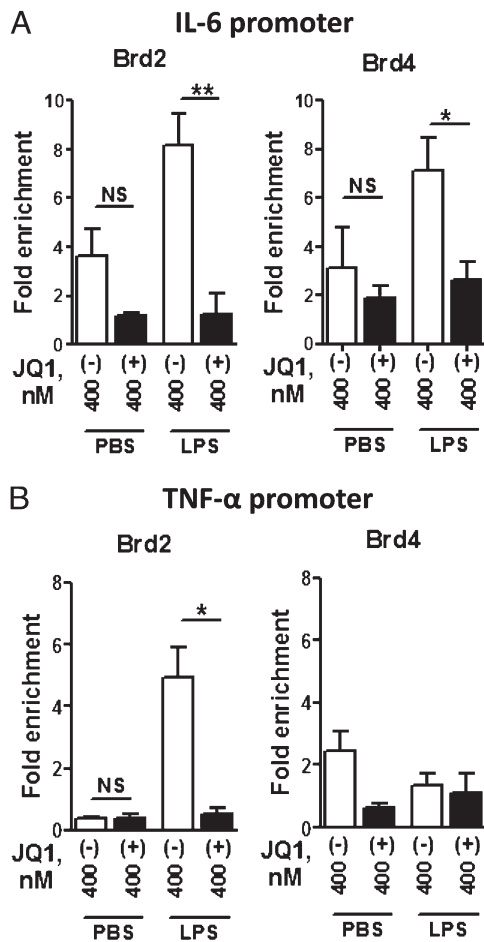 A
IL-6 promoter
Brd2
Brd4
Fold enrichment
10
8
6
4
2
0
NS
**
Fold enrichment
10
8
6
4
2
0
NS
*
JQ1, (-) (+) (-) (+)
nM 400 400 400 400
PBS LPS
JQ1, (-) (+) (-) (+)
nM 400 400 400 400
PBS LPS
B
TNF-α promoter
Brd2
Brd4
Fold enrichment
8
6
4
2
0
NS
*
Fold enrichment
8
6
4
2
0
JQ1, (-) (+) (-) (+)
nM 400 400 400 400
PBS LPS
JQ1, (-) (+) (-) (+)
nM 400 400 400 400
PBS LPS